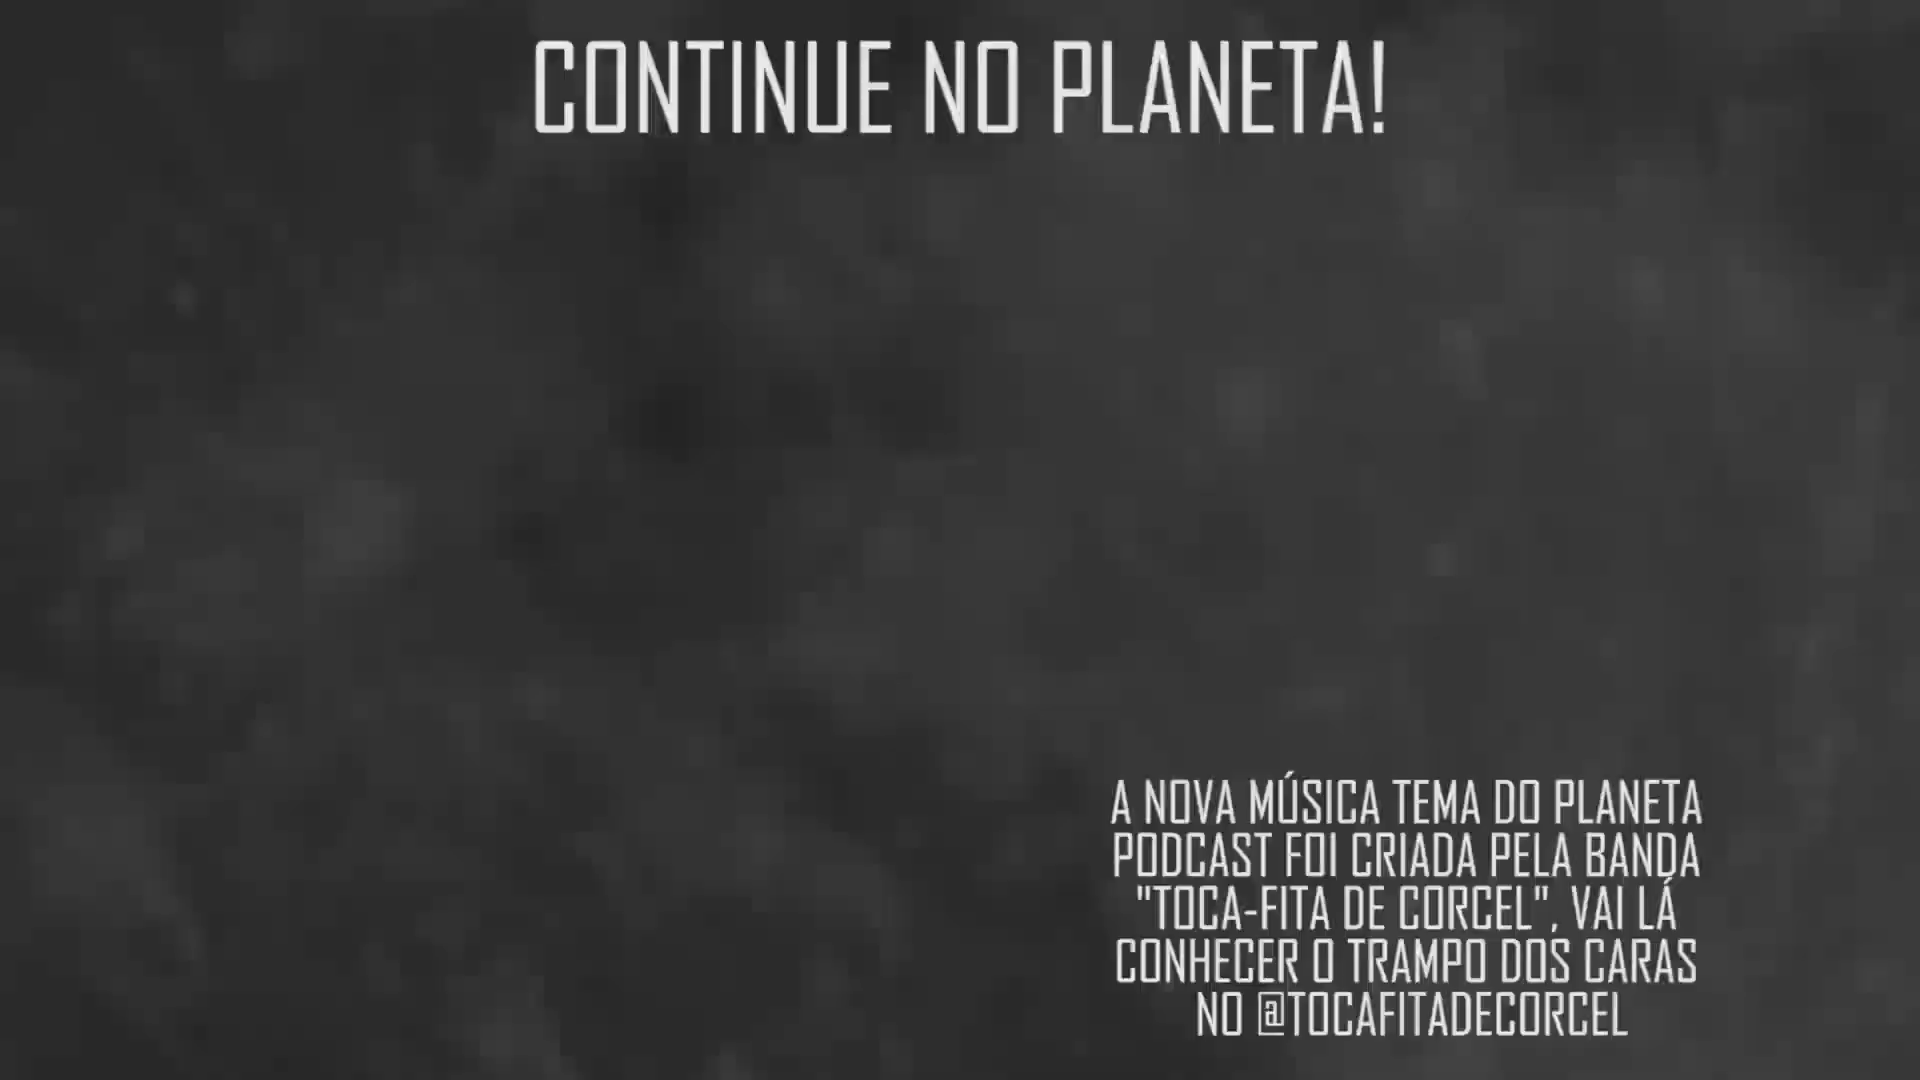 CONTINUE NO PLANETA!
A NOVA MÚSICA TEMA DO PLANETA
PODCAST FOI CRIADA PELA BANDA
"TOCA-FITA DE CORCEL", VAI LÁ
CONHECER O TRAMPO DOS CARAS
NO @TOCAFITADECORCEL